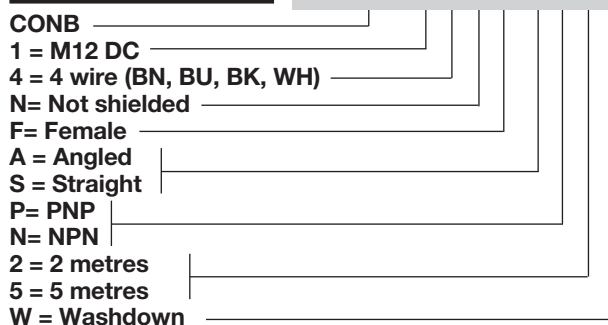 CONB
1 = M12 DC
4 = 4 wire (BN, BU, BK, WH)
N= Not shielded
F= Female
A = Angled
S = Straight
P= PNP
N= NPN
2 = 2 metres
5 = 5 metres
W = Washdown